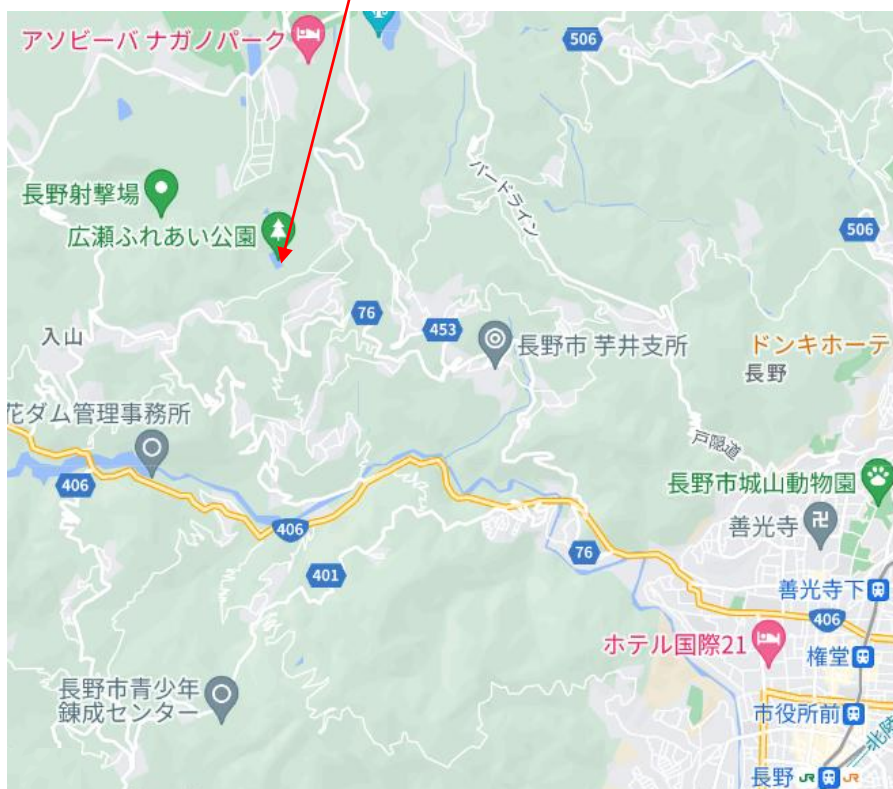 アソビーバ ナガノパーク
506
バードライン
長野射撃場
広瀬ふれあい公園
506
76
453
入山
長野市 芋井支所
ドンキホーテ
長野
花ダム管理事務所
戸隠道
406
長野市城山動物園
善光寺
406
76
401
善光寺下
406
ホテル国際21
権堂
長野市青少年
錬成センター
市役所前
北陸
長野 JR JR